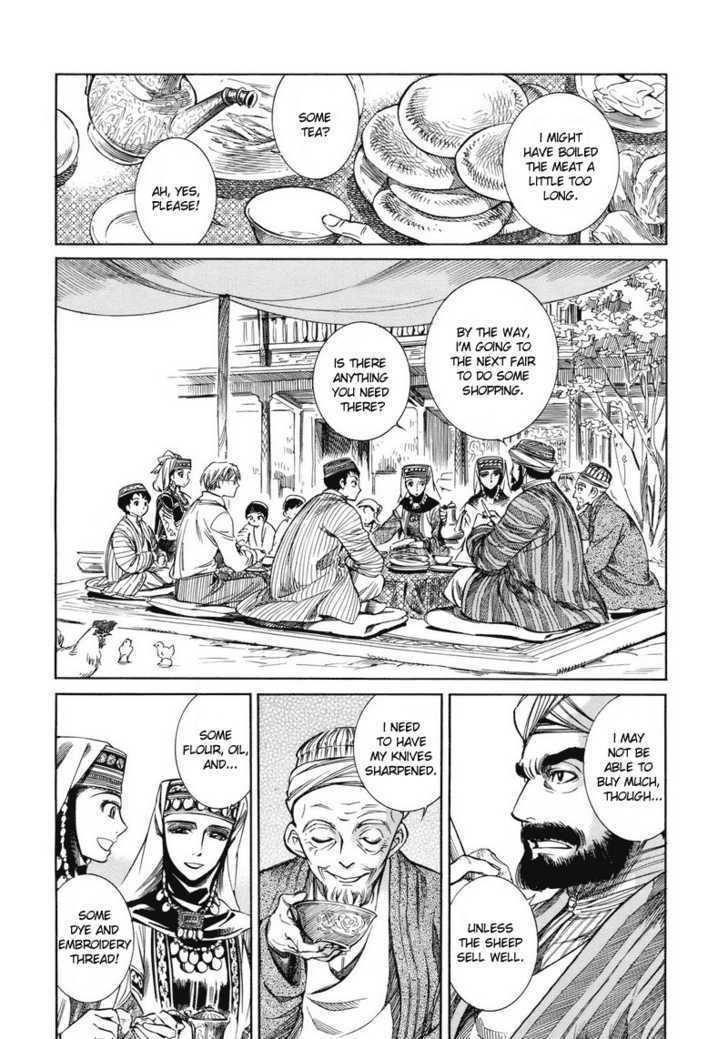 I MIGHT
HAVE BOILED
THE MEAT A
LITTLE TOO
LONG.
SOME
TEA?
AH, YES,
PLEASE!
BY THE WAY,
I'M GOING
TO THE
NEXT FAIR
TO DO SOME
SHOPPING.
IS THERE
ANYTHING
YOU NEED
THERE?
I MAY
NOT BE
ABLE TO
BUY MUCH,
THOUGH...
UNLESS
THE SHEEP
SELL WELL.
I NEED
TO HAVE
MY KNIVES
SHARPENED.
SOME
FLOUR, OIL,
AND...
SOME
DYE AND
EMBROIDERY
THREAD!